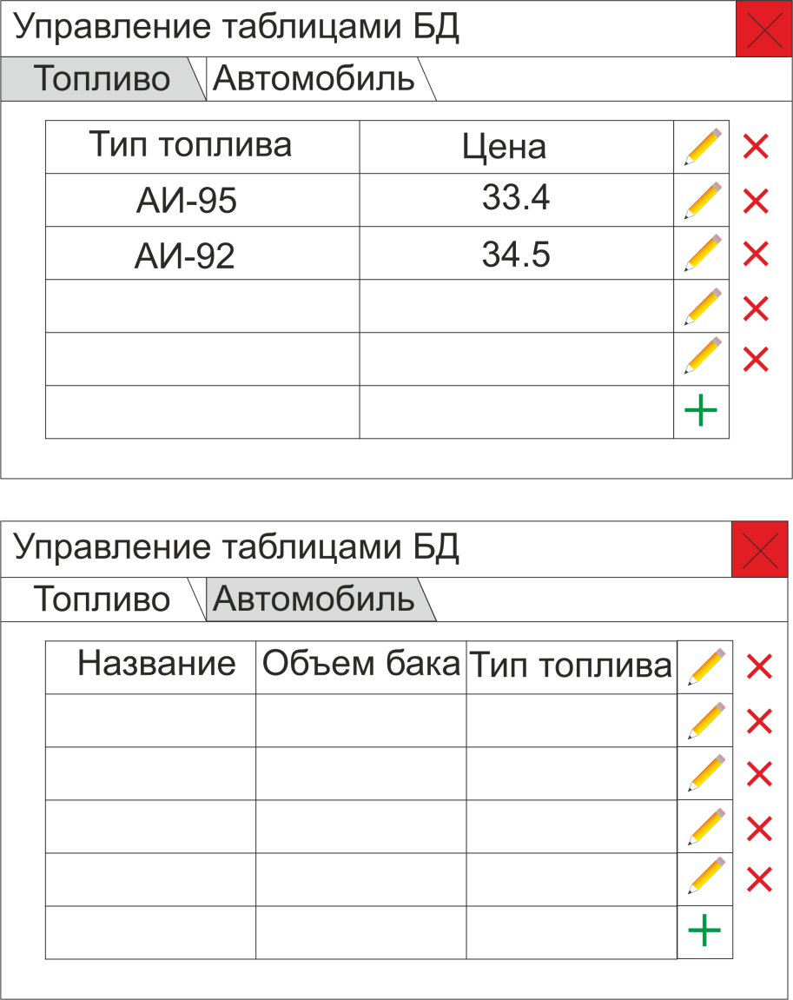 Управление таблицами БД
Топливо Автомобиль
Тип топлива Цена
АИ-95 33.4
АИ-92 34.5
Управление таблицами БД
Топливо Автомобиль
Название Объем бака Тип топлива